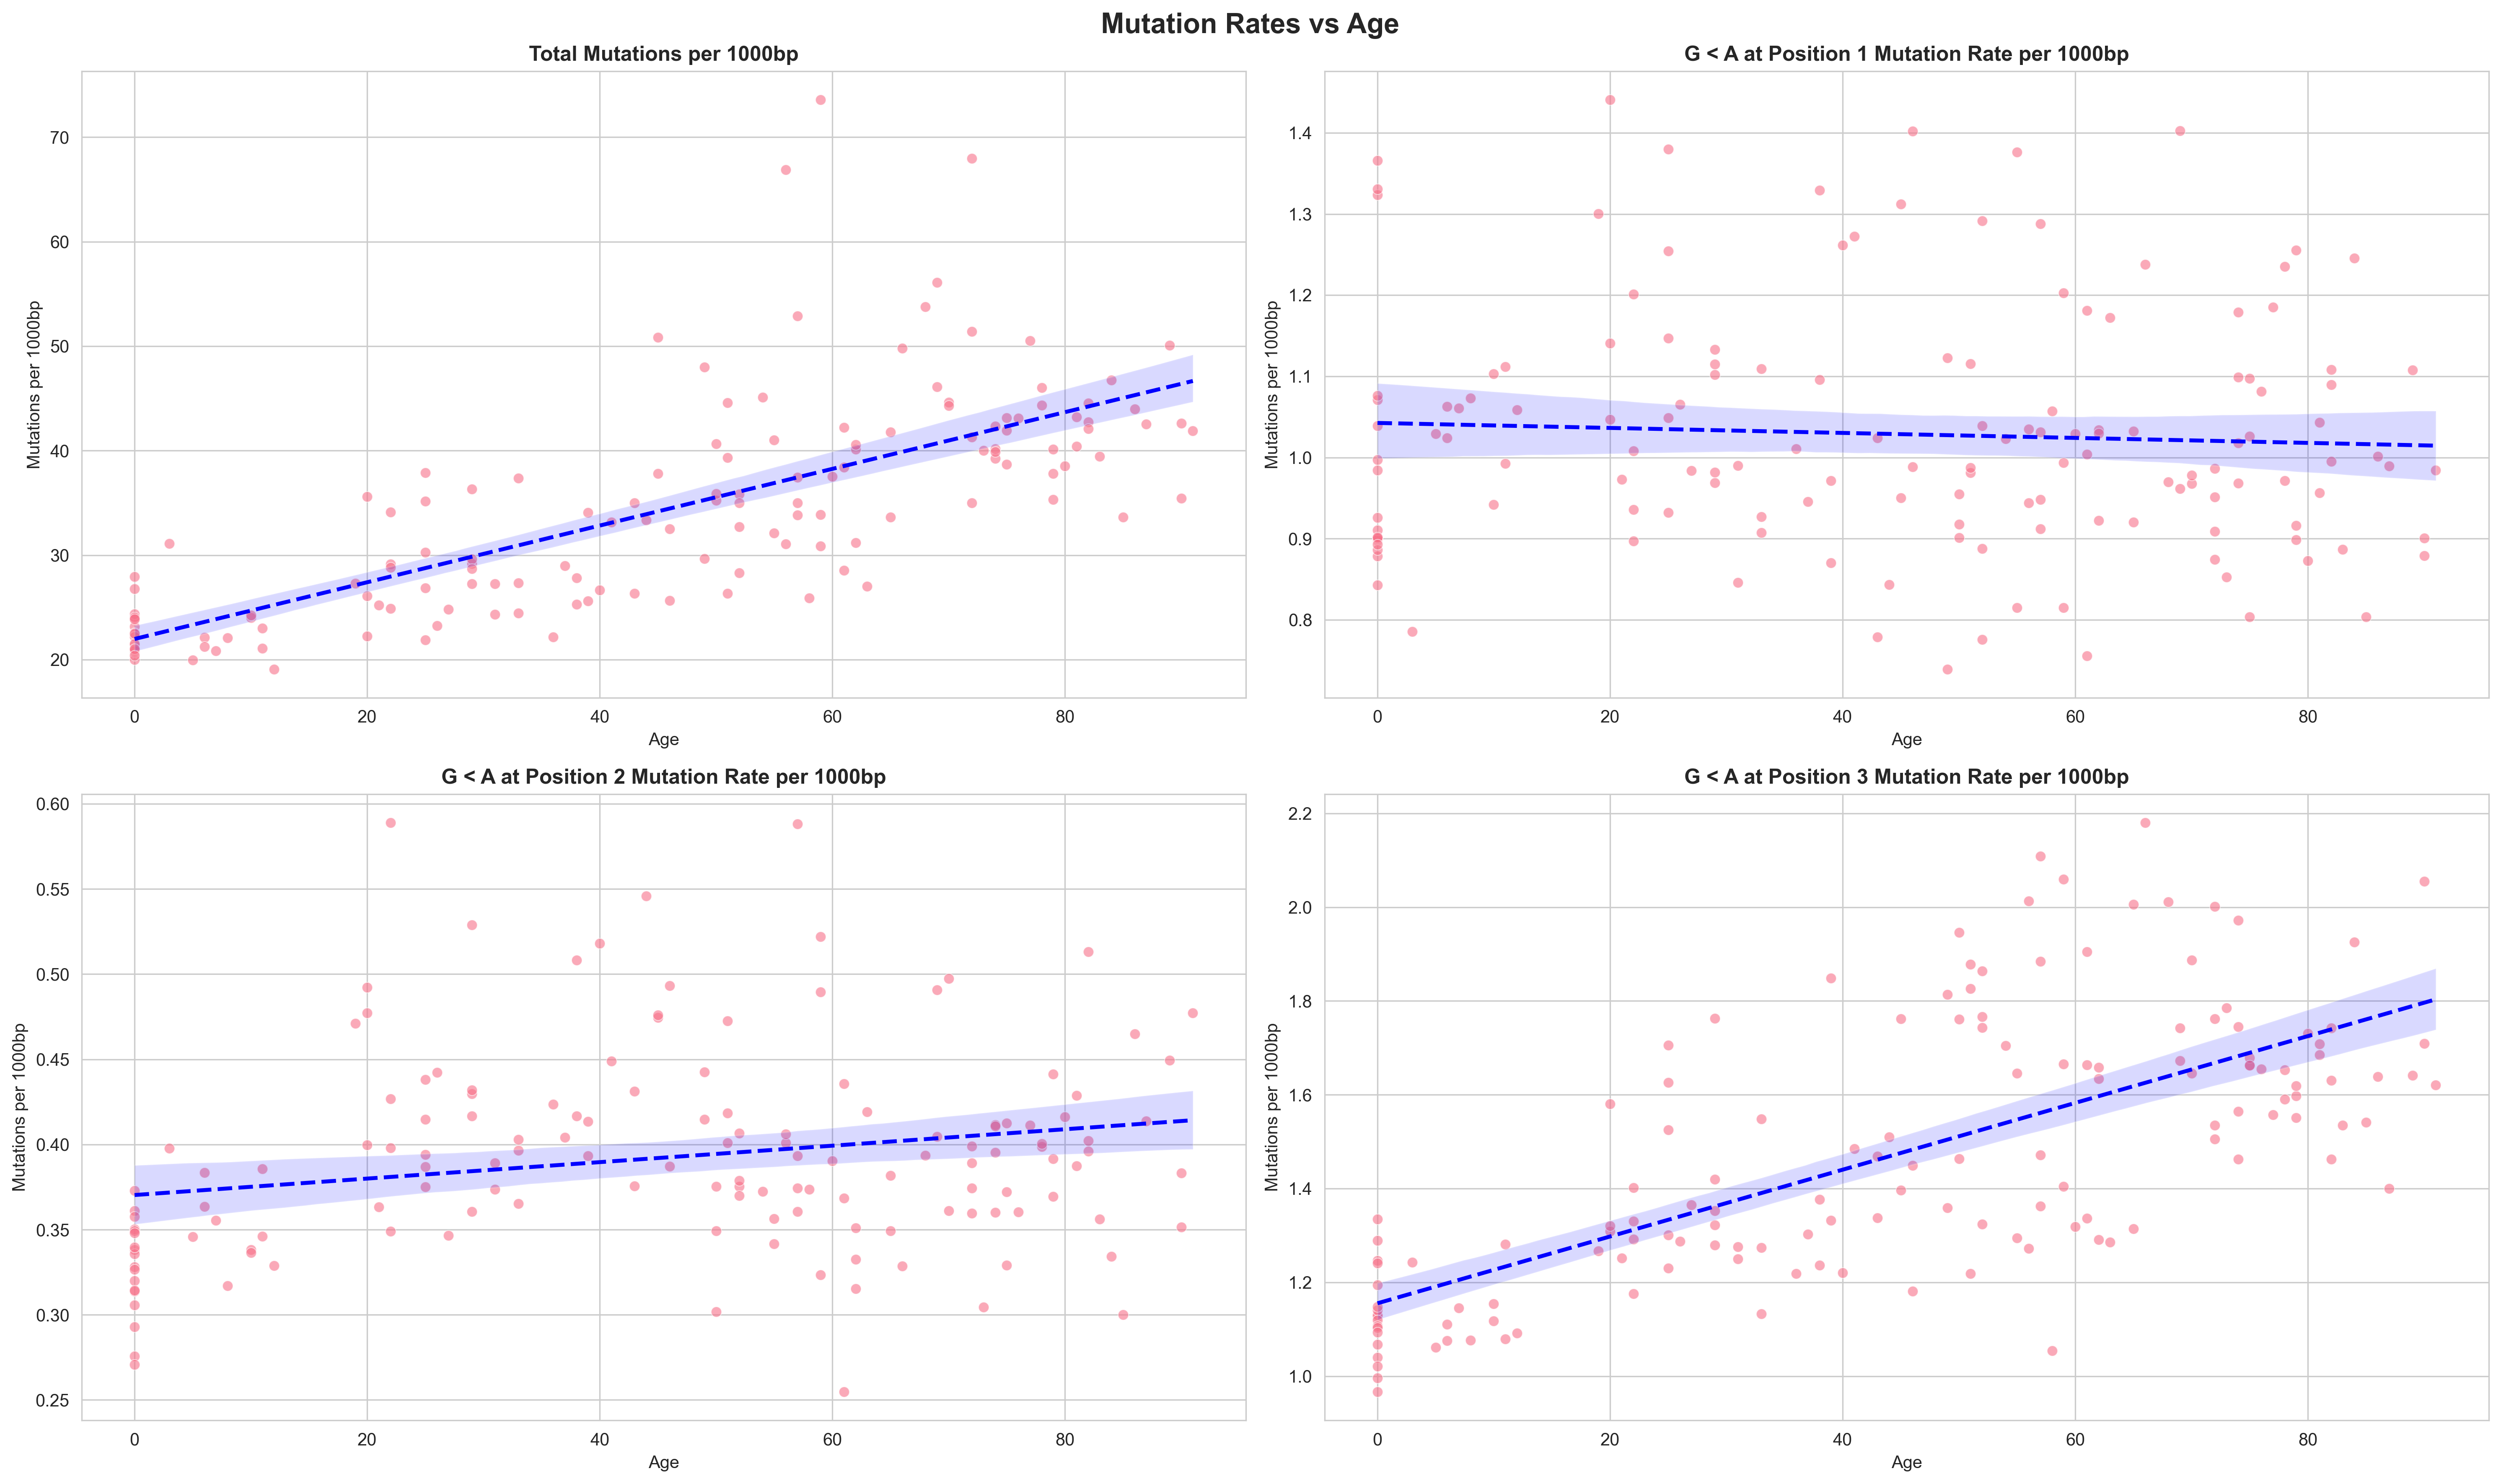 Mutation Rates vs Age
Total Mutations per 1000bp
Mutations per 1000bp
70
60
50
40
30
20
0 20 40 60 80
Age
G < A at Position 1 Mutation Rate per 1000bp
Mutations per 1000bp
1.4
1.3
1.2
1.1
1.0
0.9
0.8
0 20 40 60 80
Age
G < A at Position 2 Mutation Rate per 1000bp
Mutations per 1000bp
0.60
0.55
0.50
0.45
0.40
0.35
0.30
0.25
0 20 40 60 80
Age
G < A at Position 3 Mutation Rate per 1000bp
Mutations per 1000bp
2.2
2.0
1.8
1.6
1.4
1.2
1.0
0 20 40 60 80
Age